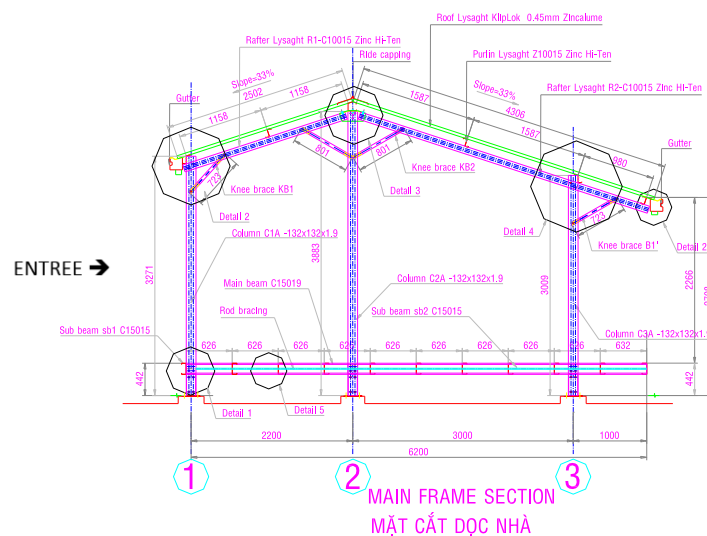 Roof Lysaght KlipLok 0.45mm Zincalume
Rafter Lysaght R1-C10015 Zinc Hi-Ten
Ride capping
Purlin Lysaght Z10015 Zinc Hi-Ten
Slope=33%
2502
Slope=33%
Rafter Lysaght R2-C10015 Zinc Hi-Ten
Gutter
1158
1158
1587
4306
1587
980
Gutter
801
801
Knee brace KB2
723
Knee brace KB1
Detail 3
Detail 2
Detail 4
723
Column C1A -132x132x1.9
Knee brace B1'
Detail 2
ENTREE →
3271
3883
3009
2266
Main beam C15019
Column C2A -132x132x1.9
Rod bracing
Sub beam sb2 C15015
Sub beam sb1 C15015
Column C3A -132x132x1.9
626
626
626
626
626
626
626
626
632
442
442
Detail 1
Detail 5
2200
3000
1000
6200
1
2
3
MAIN FRAME SECTION
MẶT CẮT DỌC NHÀ